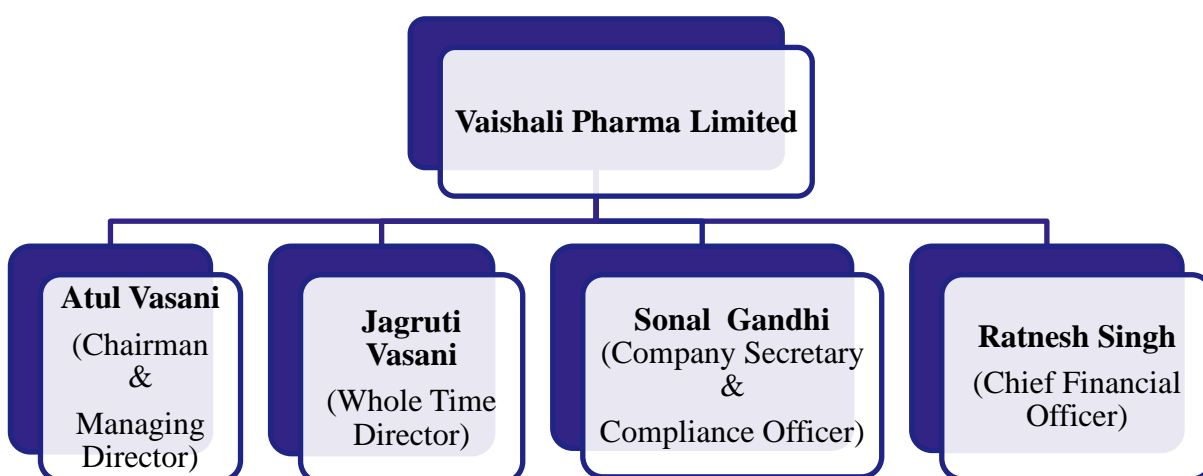 Vaishali Pharma Limited
Atul Vasani
(Chairman
&
Managing
Director)
Jagruti
Vasani
(Whole Time
Director)
Sonal Gandhi
(Company Secretary
&
Compliance Officer)
Ratnesh Singh
(Chief Financial
Officer)